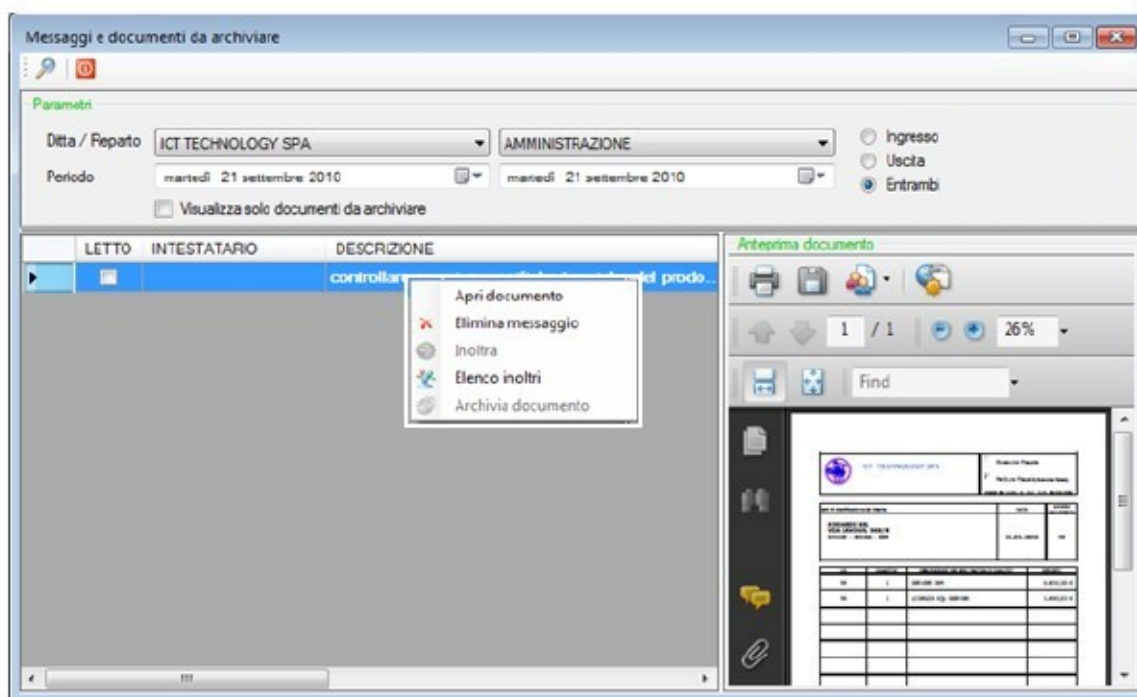 Messaggi e documenti da archiviare
Parametri
Ditta / Reparto ICT TECHNOLOGY SPA AMMINISTRAZIONE
Ingresso
Uscita
Periodo martedì 21 settembre 2010 martedì 21 settembre 2010
Entrambi
Visualizza solo documenti da archiviare
LETTO INTESTATARIO DESCRIZIONE
controllare del prodo...
Apri documento
Elimina messaggio
Inoltra
Elenco inoltri
Archivia documento
Anteprima documento
1 / 1 26%
Find
ICT TECHNOLOGY SPA